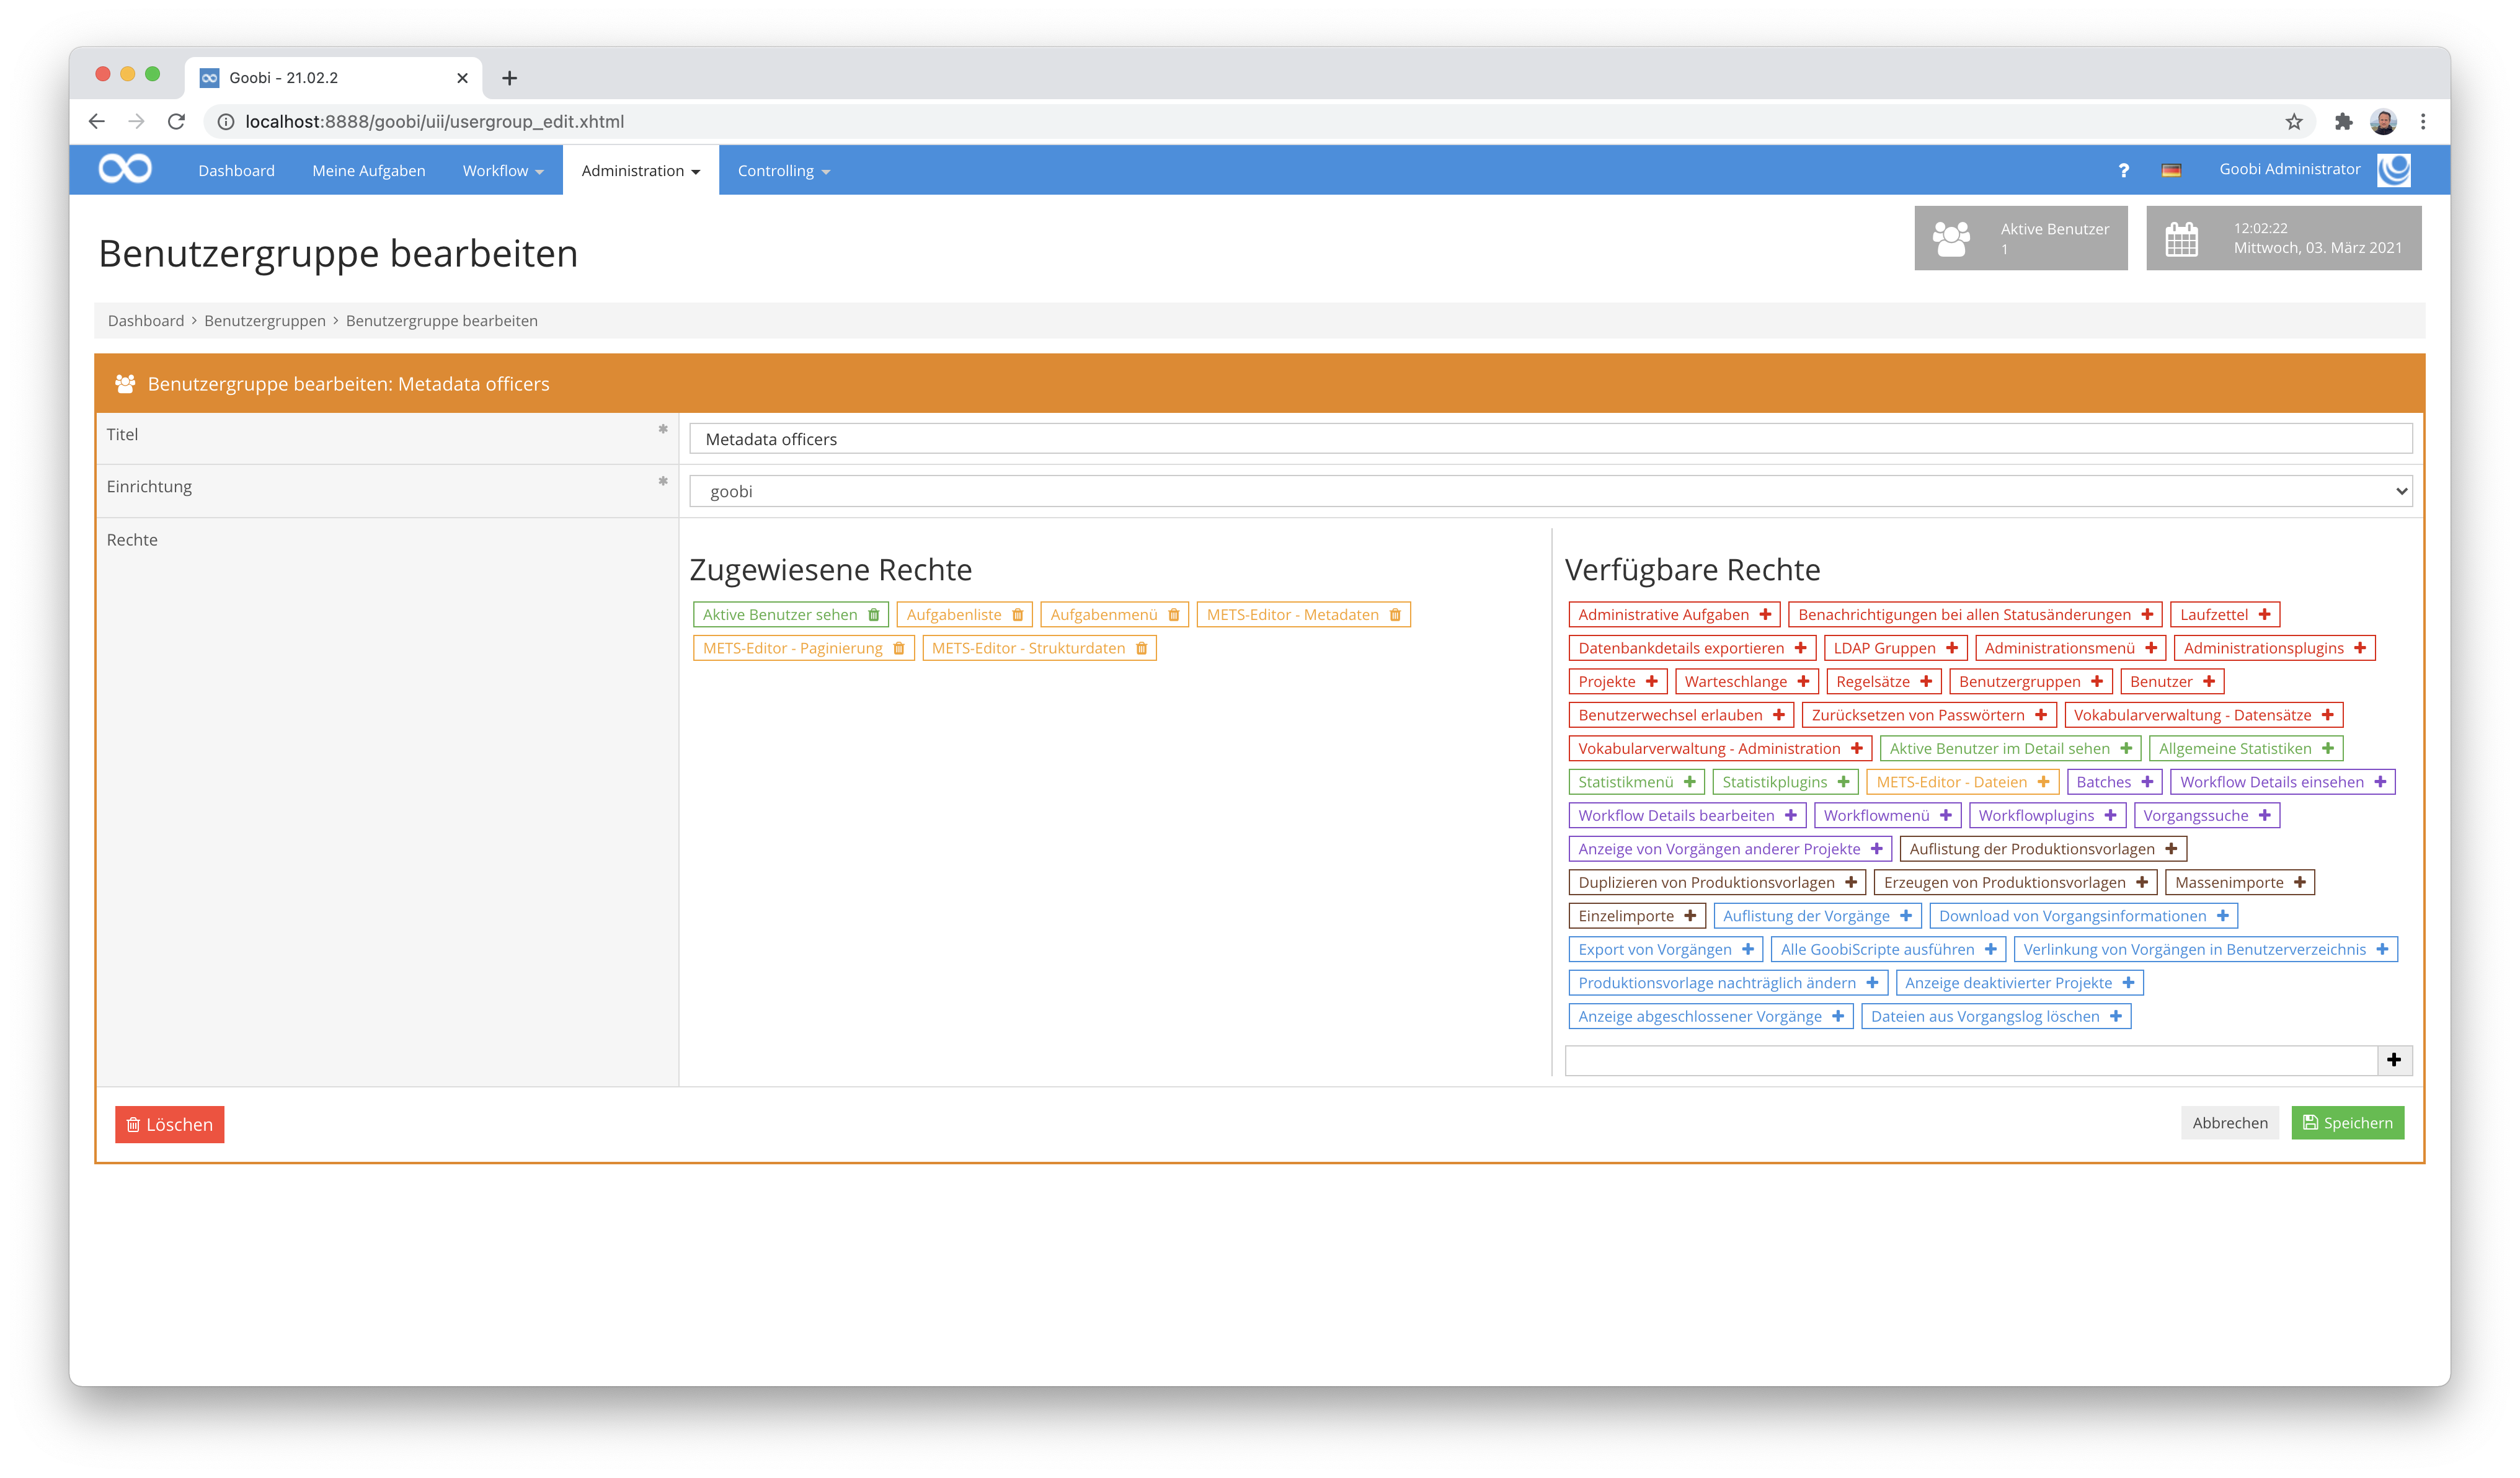 Goobi - 21.02.2
localhost:8888/goobi/uii/usergroup_edit.xhtml
Dashboard Meine Aufgaben Workflow Administration Controlling ? Goobi Administrator
Benutzergruppe bearbeiten
Aktive Benutzer
1
12:02:22
Mittwoch, 03. März 2021
Dashboard > Benutzergruppen > Benutzergruppe bearbeiten
Benutzergruppe bearbeiten: Metadata officers
Titel * Metadata officers
Einrichtung * goobi
Rechte
Zugewiesene Rechte
Aktive Benutzer sehen Aufgabenliste Aufgabenmenü METS-Editor - Metadaten
METS-Editor - Paginierung METS-Editor - Strukturdaten
Verfügbare Rechte
Administrative Aufgaben Benachrichtigungen bei allen Statusänderungen Laufzettel
Datenbankdetails exportieren LDAP Gruppen Administrationsmenü Administrationsplugins
Projekte Warteschlange Regelsätze Benutzergruppen Benutzer
Benutzerwechsel erlauben Zurücksetzen von Passwörtern Vokabularverwaltung - Datensätze
Vokabularverwaltung - Administration Aktive Benutzer im Detail sehen Allgemeine Statistiken
Statistikmenü Statistikplugins METS-Editor - Dateien Batches Workflow Details einsehen
Workflow Details bearbeiten Workflowmenü Workflowplugins Vorgangssuche
Anzeige von Vorgängen anderer Projekte Auflistung der Produktionsvorlagen
Duplizieren von Produktionsvorlagen Erzeugen von Produktionsvorlagen Massenimporte
Einzelimporte Auflistung der Vorgänge Download von Vorgangsinformationen
Export von Vorgängen Alle GoobiScripte ausführen Verlinkung von Vorgängen in Benutzerverzeichnis
Produktionsvorlage nachträglich ändern Anzeige deaktivierter Projekte
Anzeige abgeschlossener Vorgänge Dateien aus Vorgangslog löschen
Löschen Abbrechen Speichern